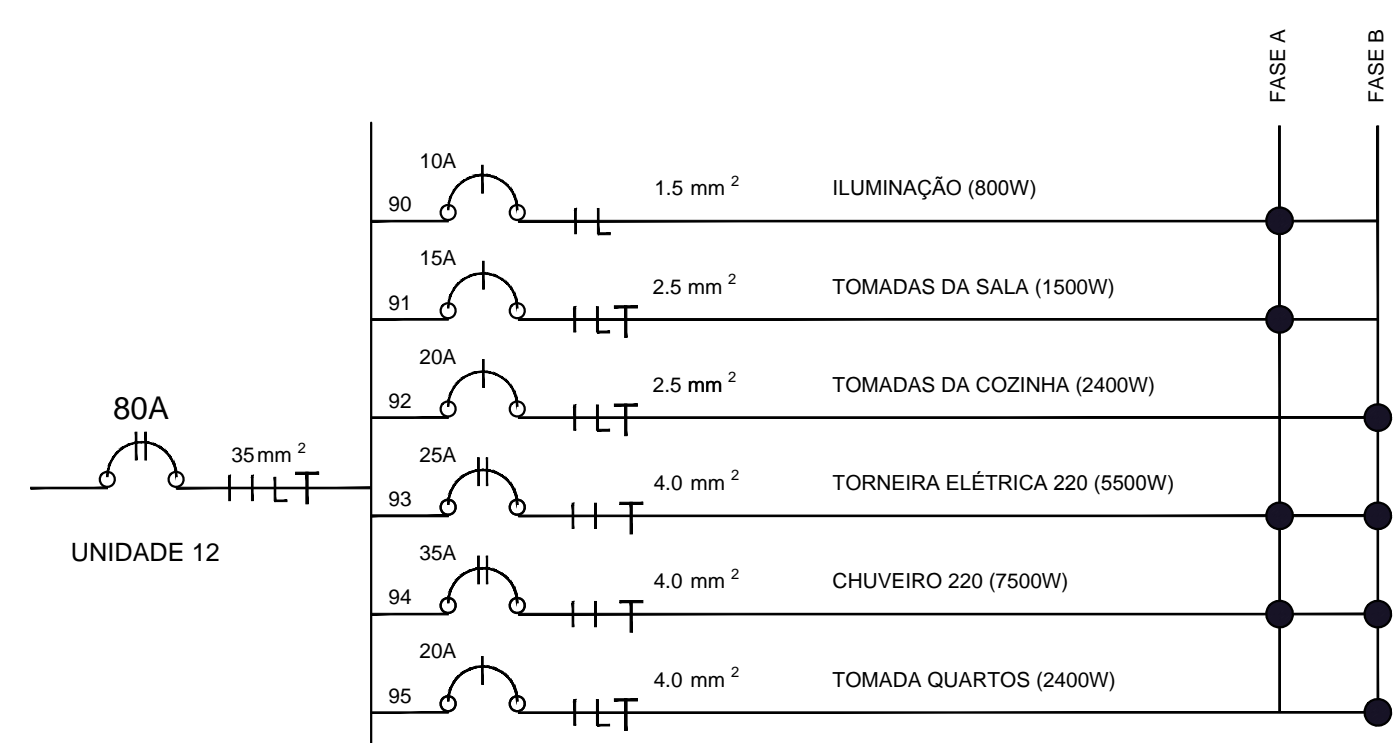 FASE A
FASE B
10A
90
1.5 mm 2
ILUMINAÇÃO (800W)
15A
91
2.5 mm 2
TOMADAS DA SALA (1500W)
20A
92
2.5 mm 2
TOMADAS DA COZINHA (2400W)
80A
35 mm 2
UNIDADE 12
25A
93
4.0 mm 2
TORNEIRA ELÉTRICA 220 (5500W)
35A
94
4.0 mm 2
CHUVEIRO 220 (7500W)
20A
95
4.0 mm 2
TOMADA QUARTOS (2400W)